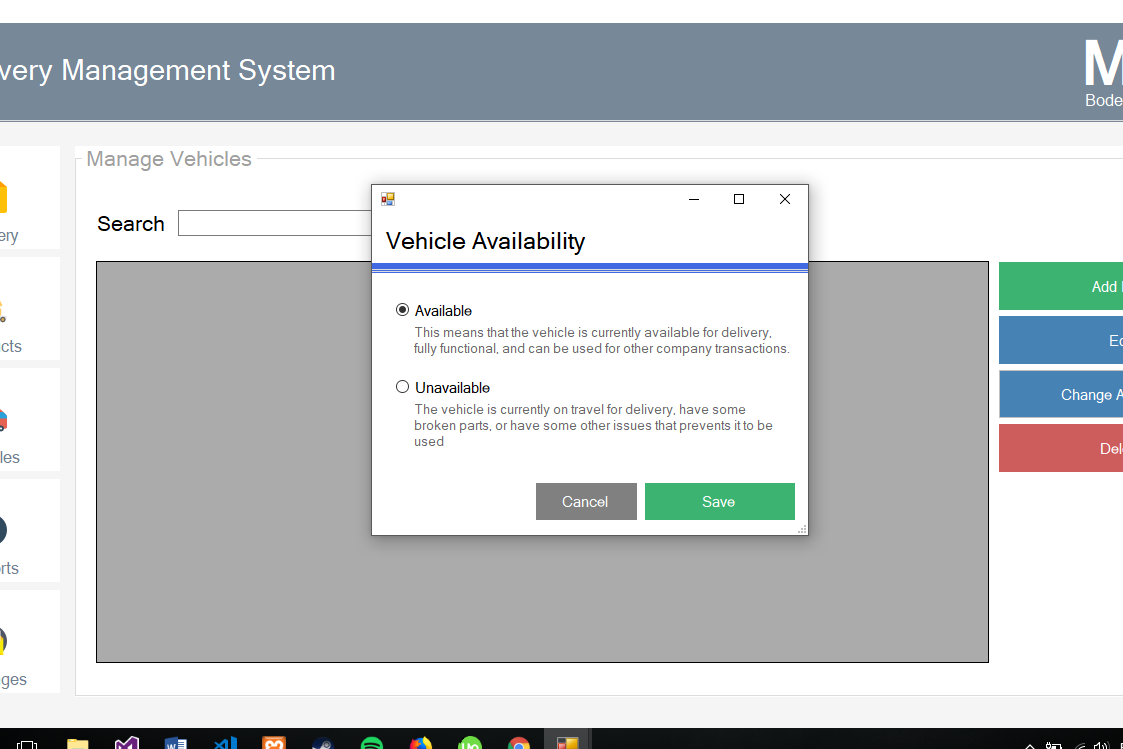 very Management System
M
Bode
Manage Vehicles
Search
Vehicle Availability
Available
This means that the vehicle is currently available for delivery,
fully functional, and can be used for other company transactions.
Unavailable
The vehicle is currently on travel for delivery, have some
broken parts, or have some other issues that prevents it to be
used
Cancel
Save
Add
Ed
Change A
Del
ery
cts
les
rts
ges